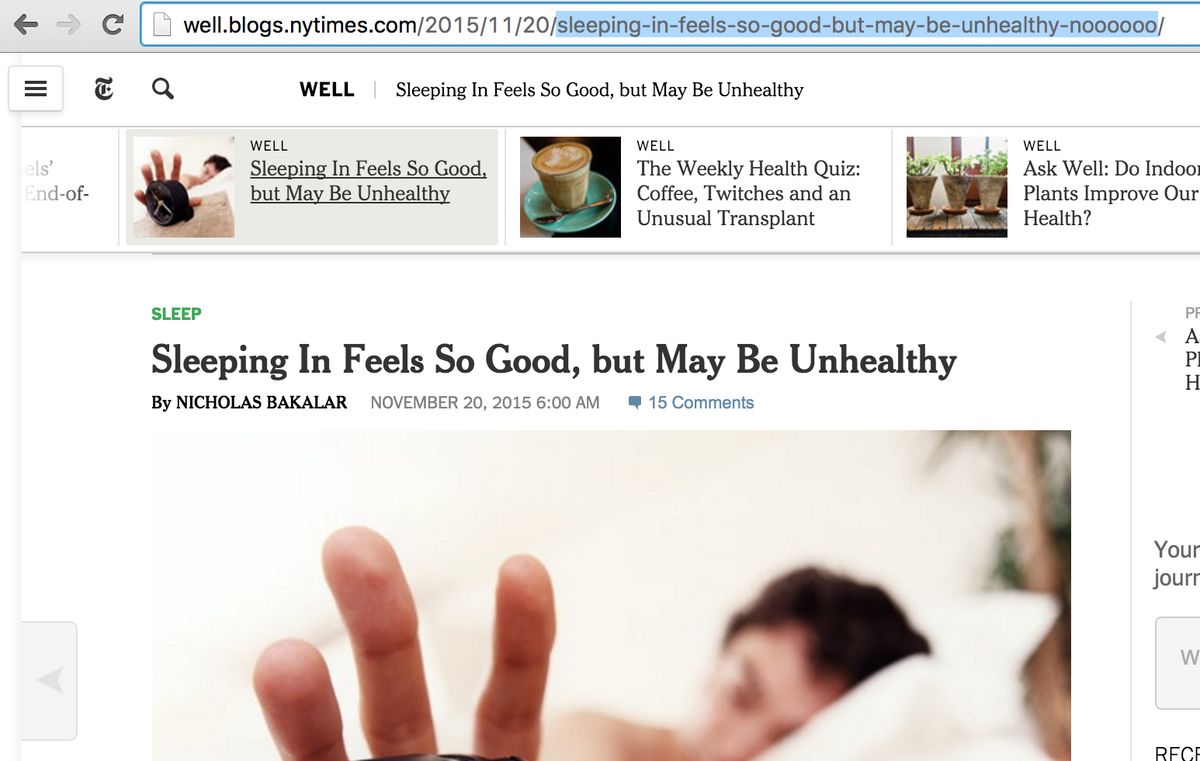 well.blogs.nytimes.com/2015/11/20/sleeping-in-feels-so-good-but-may-be-unhealthy-noooooo/
WELL | Sleeping In Feels So Good, but May Be Unhealthy
els'
End-of-
WELL
Sleeping In Feels So Good,
but May Be Unhealthy
WELL
The Weekly Health Quiz:
Coffee, Twitches and an
Unusual Transplant
WELL
Ask Well: Do Indoor
Plants Improve Our
Health?
SLEEP
Sleeping In Feels So Good, but May Be Unhealthy
By NICHOLAS BAKALAR NOVEMBER 20, 2015 6:00 AM 15 Comments
PR
A
Pl
H
Your
journ
W
RECE